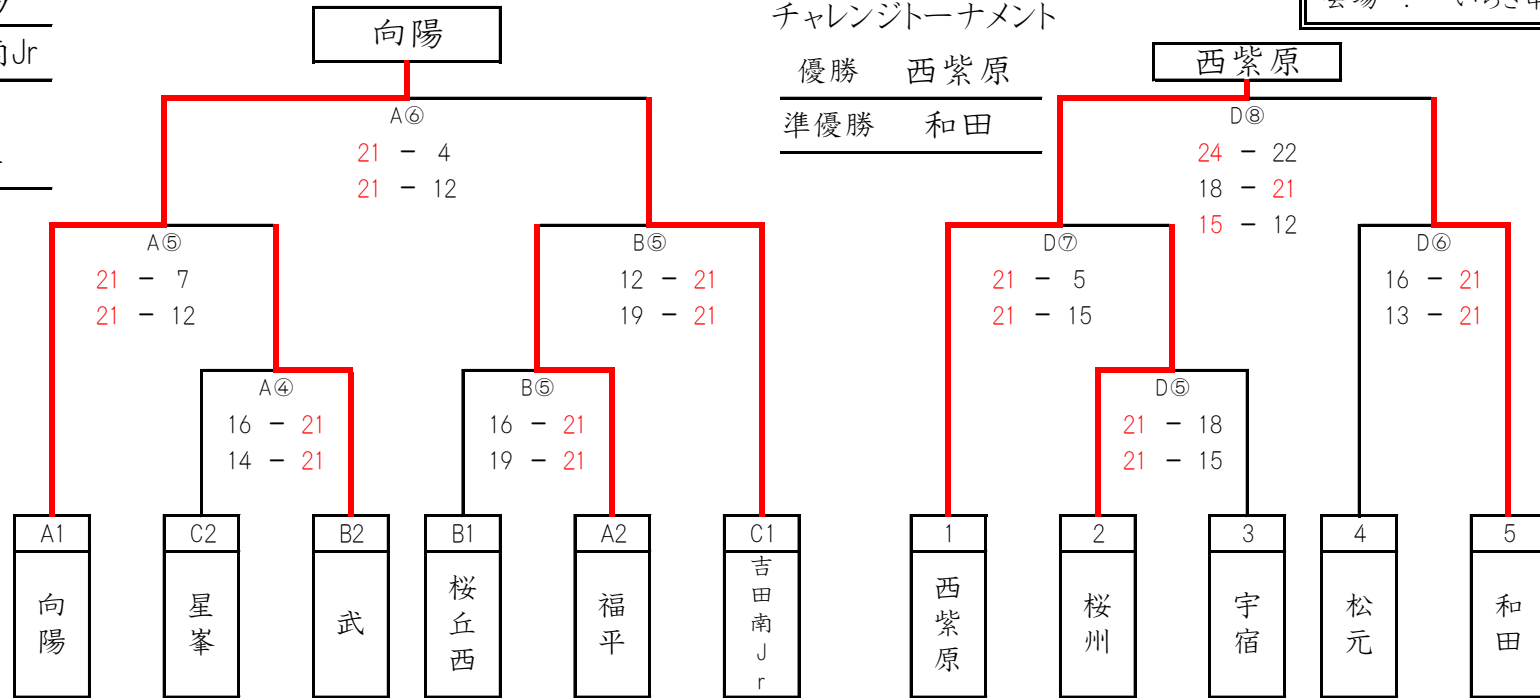 向陽
チャレンジトーナメント
優勝 西紫原
準優勝 和田
西紫原
A⑥
21 － 4
21 － 12
D⑧
24 － 22
18 － 21
15 － 12
A⑤
21 － 7
21 － 12
B⑤
12 － 21
19 － 21
D⑦
21 － 5
21 － 15
D⑥
16 － 21
13 － 21
A④
16 － 21
14 － 21
B⑤
16 － 21
19 － 21
D⑤
21 － 18
21 － 15
A1
C2
B2
B1
A2
C1
1
2
3
4
5
向陽
星峯
武
桜丘西
福平
吉田南Jr
西紫原
桜州
宇宿
松元
和田